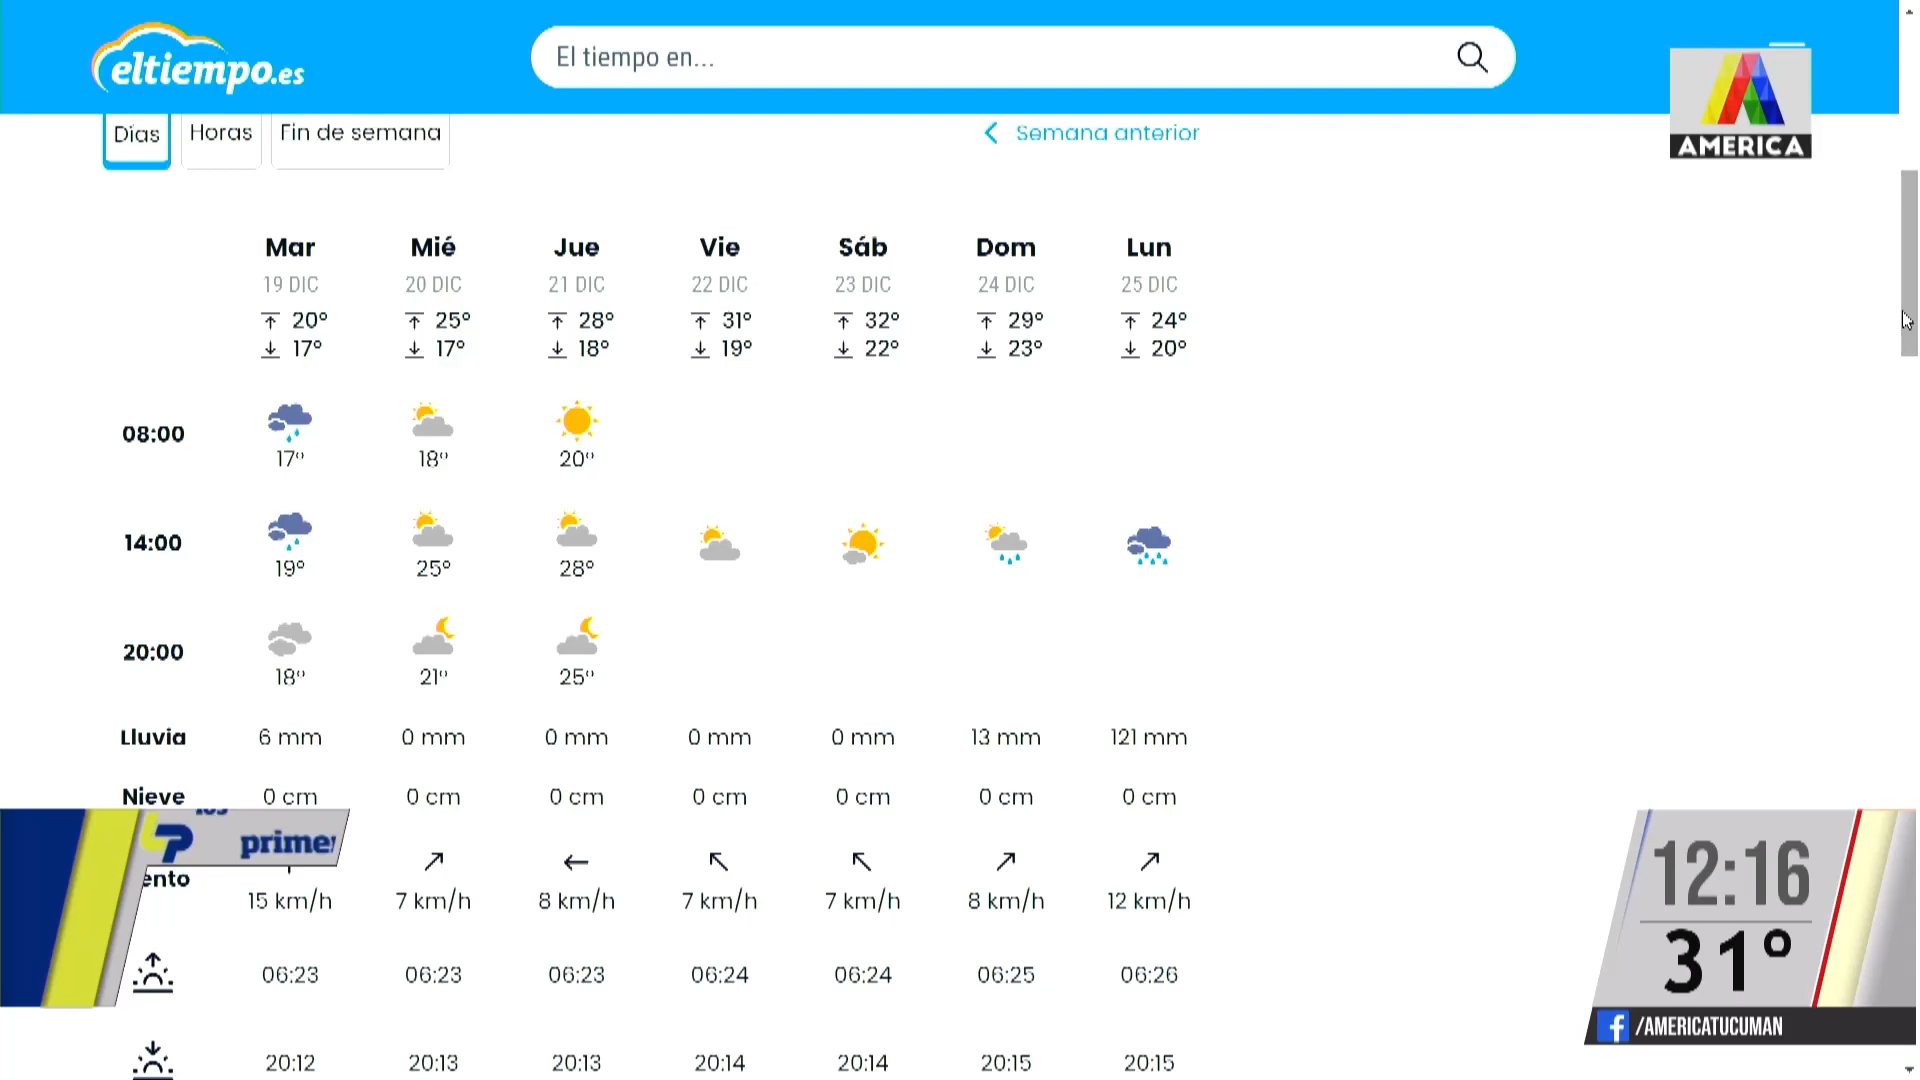 eltiempo.es
El tiempo en...
AMERICA
Días Horas Fin de semana Semana anterior
Mar Mié Jue Vie Sáb Dom Lun
19 DIC 20 DIC 21 DIC 22 DIC 23 DIC 24 DIC 25 DIC
20° 25° 28° 31° 32° 29° 24°
17° 17° 18° 19° 22° 23° 20°
08:00
17° 18° 20°
14:00
19° 25° 28°
20:00
18° 21° 25°
Lluvia 6 mm 0 mm 0 mm 0 mm 0 mm 13 mm 121 mm
Nieve 0 cm 0 cm 0 cm 0 cm 0 cm 0 cm 0 cm
LP prime
ento
15 km/h 7 km/h 8 km/h 7 km/h 7 km/h 8 km/h 12 km/h
06:23 06:23 06:23 06:24 06:24 06:25 06:26
20:12 20:13 20:13 20:14 20:14 20:15 20:15
12:16
31°
/AMERICATUCUMAN